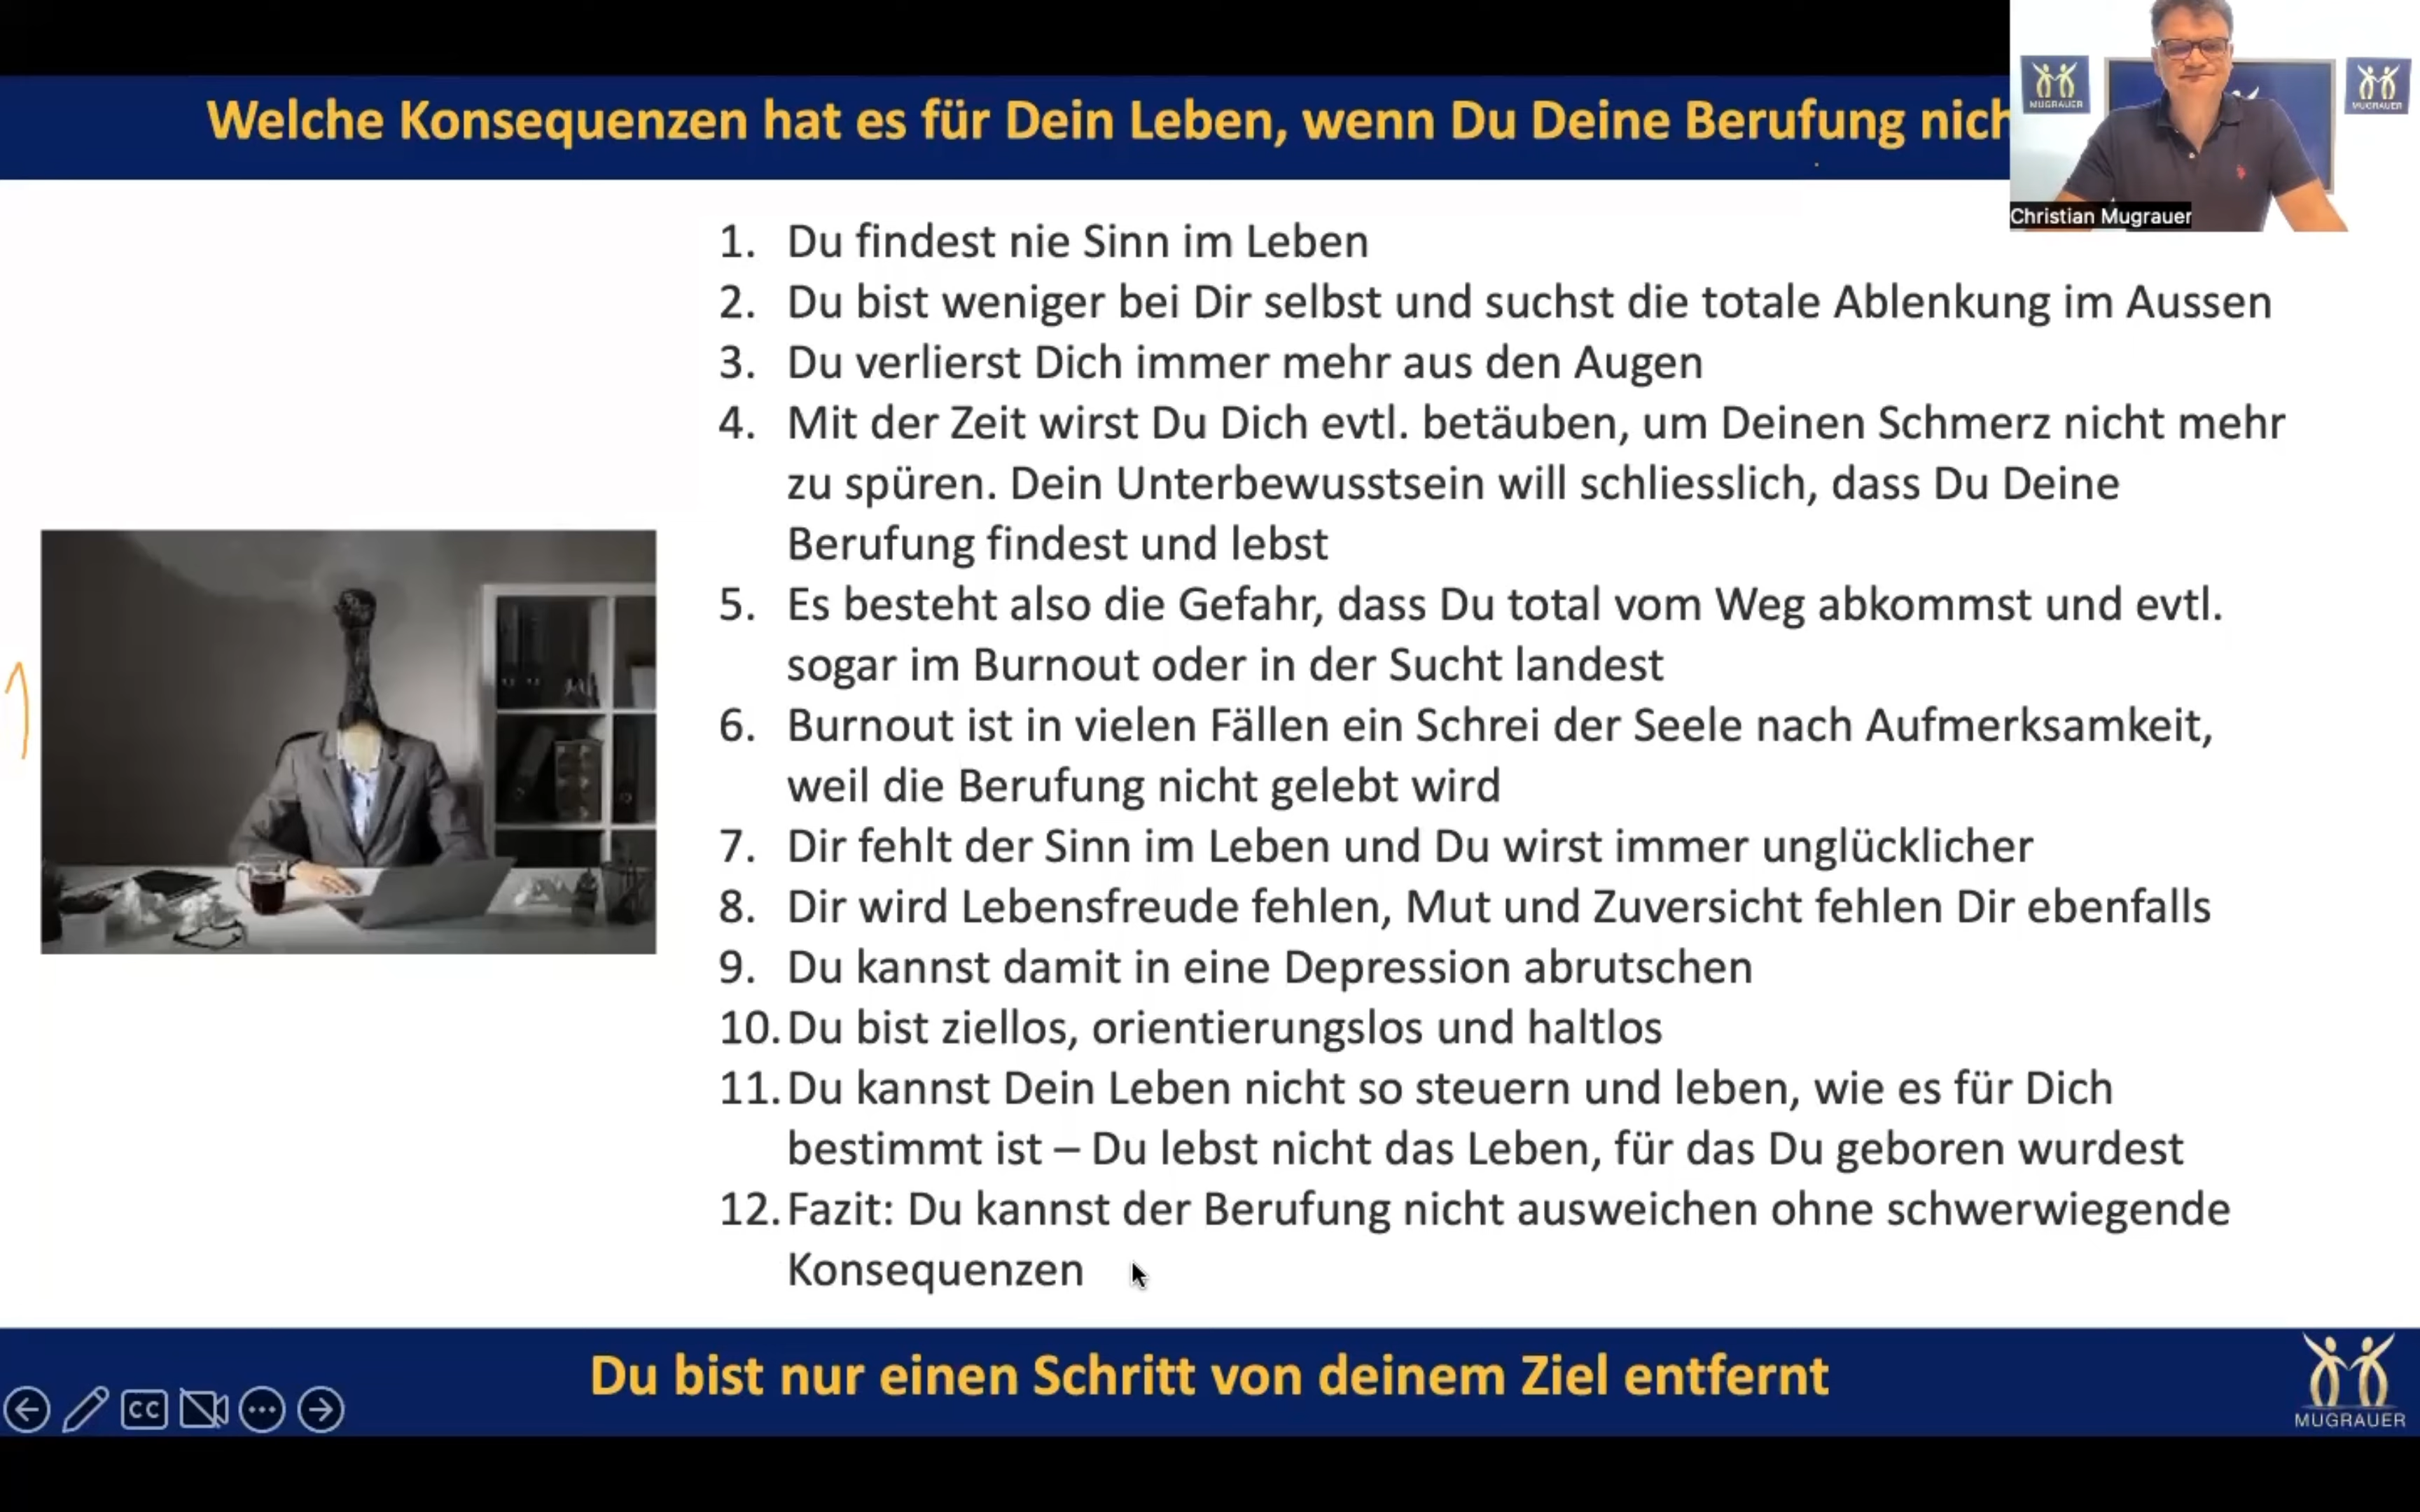 Welche Konsequenzen hat es für Dein Leben, wenn Du Deine Berufung
MUGRAUER
MUGRAUER
Christian Mugrauer
1. Du findest nie Sinn im Leben
2. Du bist weniger bei Dir selbst und suchst die totale Ablenkung im Aussen
3. Du verlierst Dich immer mehr aus den Augen
4. Mit der Zeit wirst Du Dich evtl. betäuben, um Deinen Schmerz nicht mehr
zu spüren. Dein Unterbewusstsein will schliesslich, dass Du Deine
Berufung findest und lebst
5. Es besteht also die Gefahr, dass Du total vom Weg abkommst und evtl.
sogar im Burnout oder in der Sucht landest
6. Burnout ist in vielen Fällen ein Schrei der Seele nach Aufmerksamkeit,
weil die Berufung nicht gelebt wird
7. Dir fehlt der Sinn im Leben und Du wirst immer unglücklicher
8. Dir wird Lebensfreude fehlen, Mut und Zuversicht fehlen Dir ebenfalls
9. Du kannst damit in eine Depression abrutschen
10. Du bist ziellos, orientierungslos und haltlos
11. Du kannst Dein Leben nicht so steuern und leben, wie es für Dich
bestimmt ist – Du lebst nicht das Leben, für das Du geboren wurdest
12. Fazit: Du kannst der Berufung nicht ausweichen ohne schwerwiegende
Konsequenzen
Du bist nur einen Schritt von deinem Ziel entfernt
CC
MUGRAUER